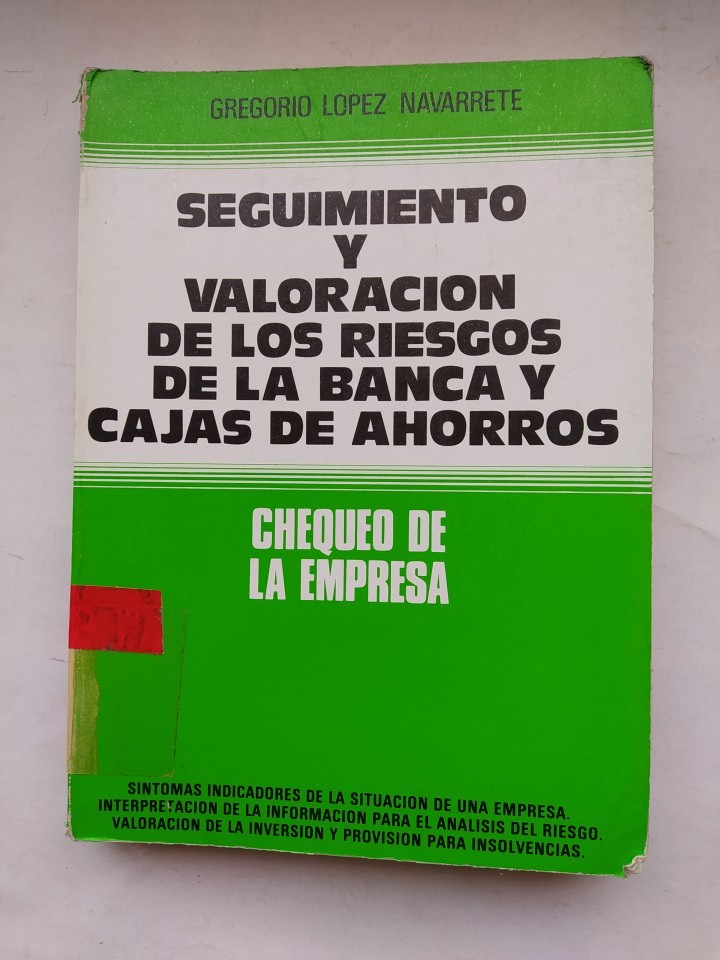 GREGORIO LOPEZ NAVARRETE
SEGUIMIENTO
Y
VALORACION
DE LOS RIESGOS
DE LA BANCA Y
CAJAS DE AHORROS
CHEQUEO DE
LA EMPRESA
SINTOMAS INDICADORES DE LA SITUACION DE UNA EMPRESA.
INTERPRETACION DE LA INFORMACION PARA EL ANALISIS DEL RIESGO.
VALORACION DE LA INVERSION Y PROVISION PARA INSOLVENCIAS.